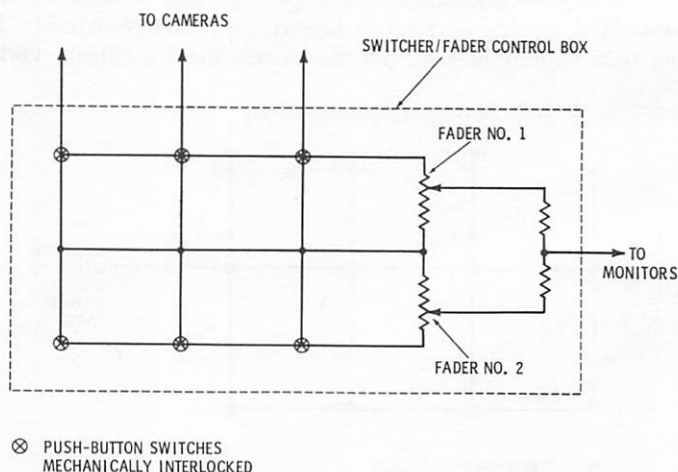 TO CAMERAS
SWITCHER/FADER CONTROL BOX
FADER NO. 1
TO
MONITORS
FADER NO. 2
PUSH-BUTTON SWITCHES
MECHANICALLY INTERLOCKED